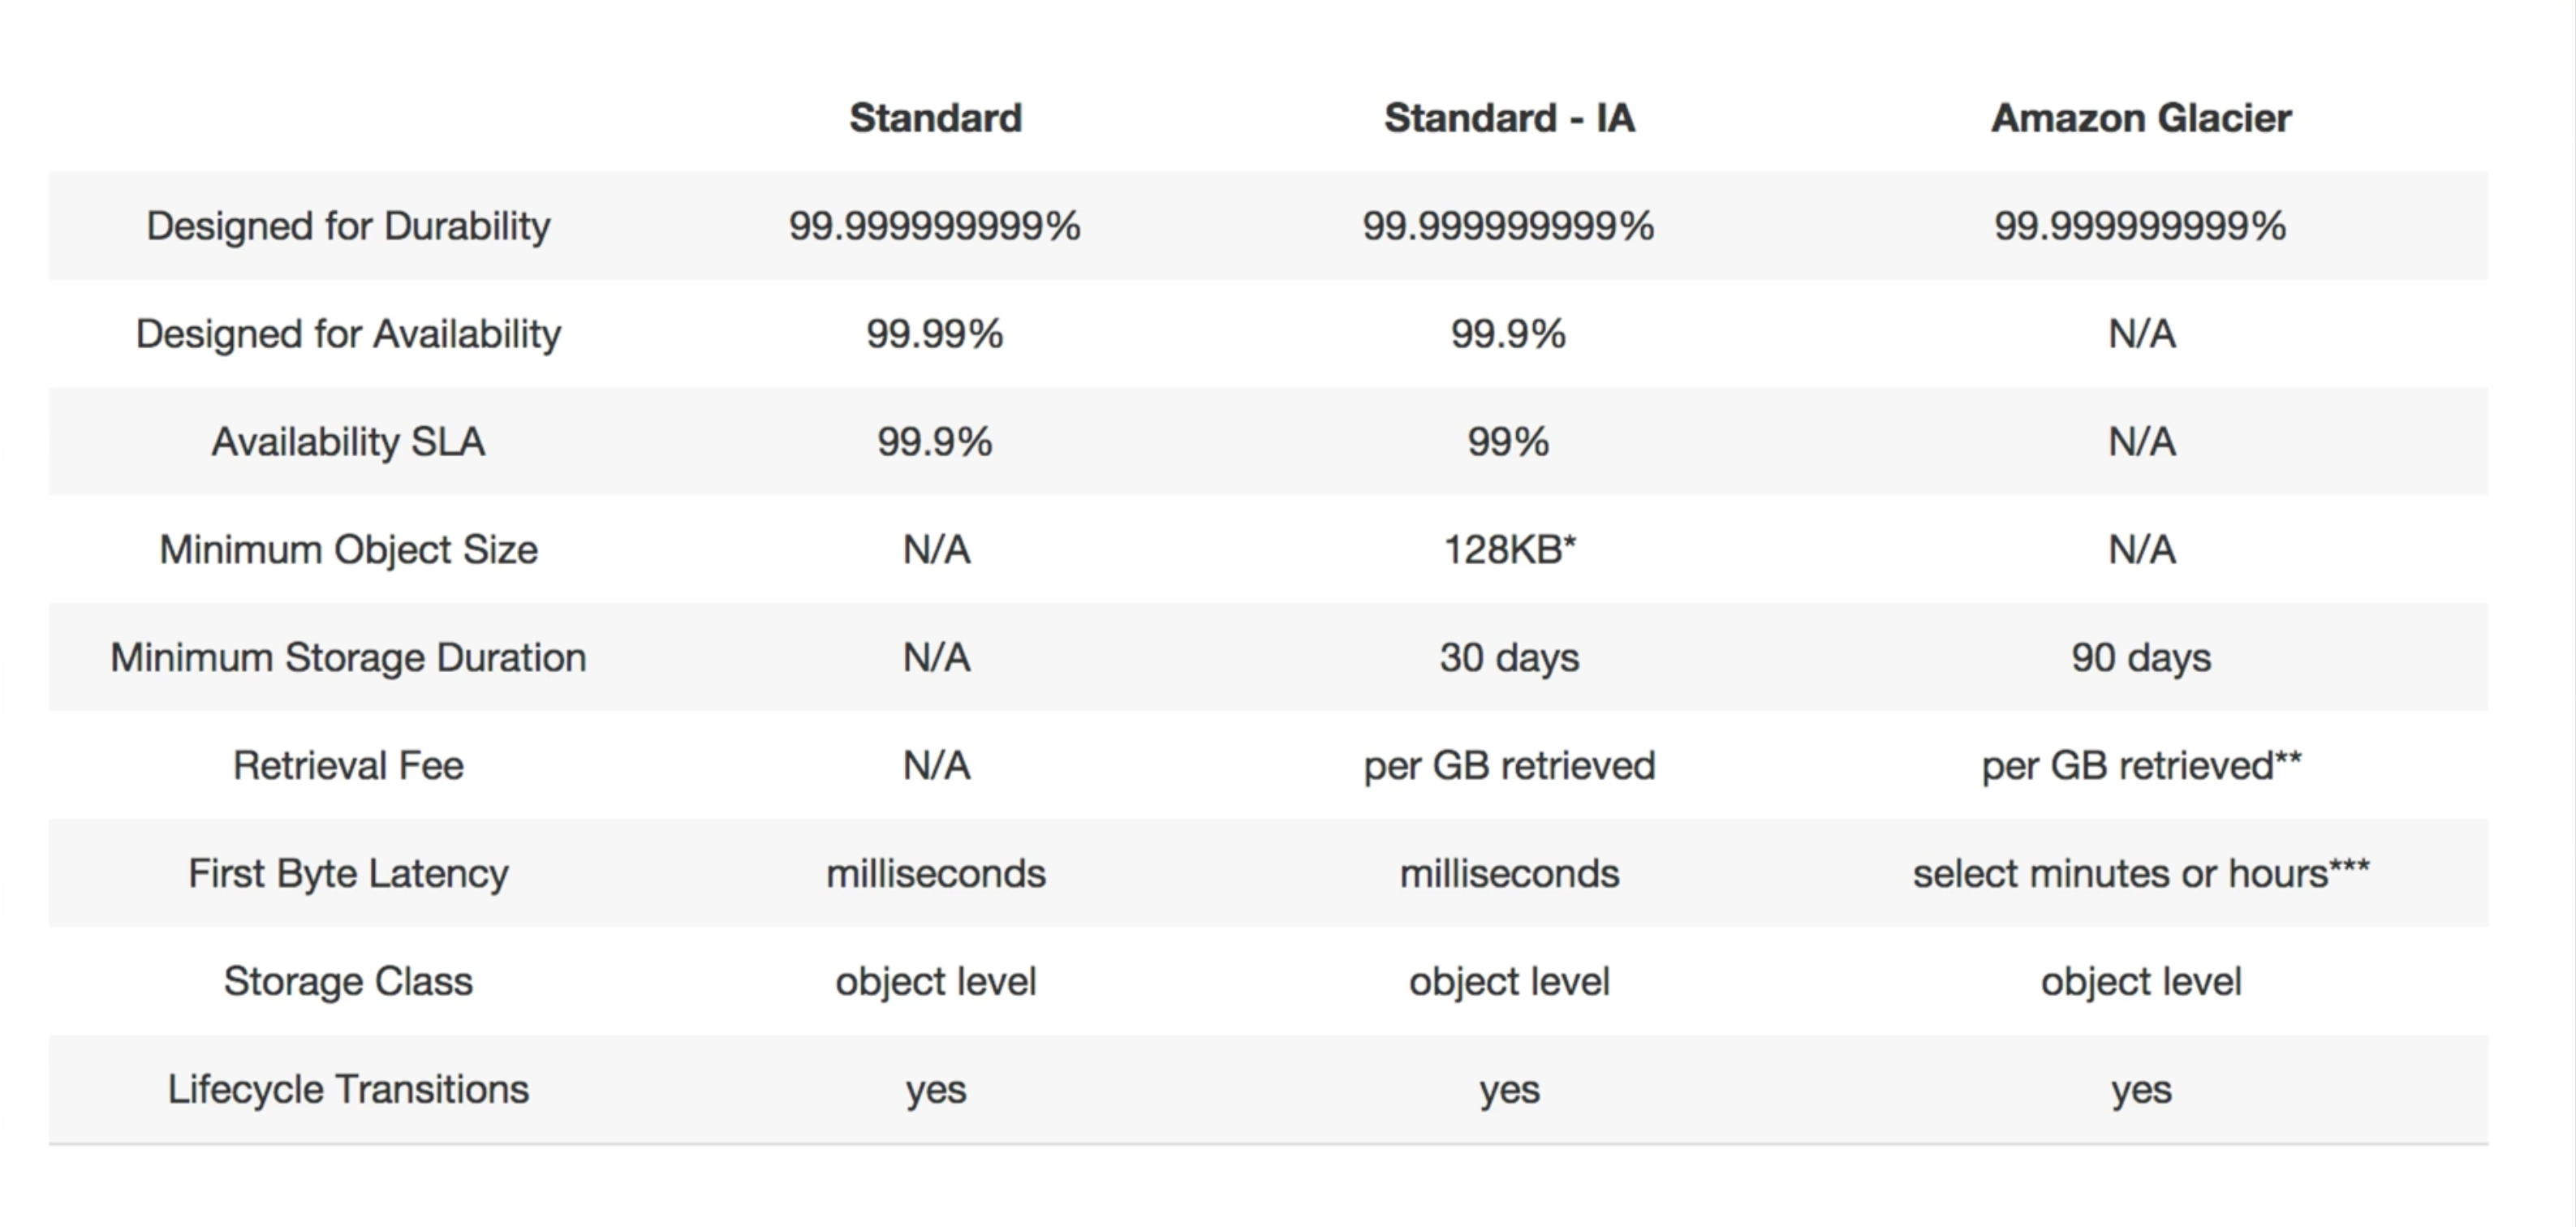 Standard Standard - IA Amazon Glacier
Designed for Durability 99.999999999% 99.999999999% 99.999999999%
Designed for Availability 99.99% 99.9% N/A
Availability SLA 99.9% 99% N/A
Minimum Object Size N/A 128KB* N/A
Minimum Storage Duration N/A 30 days 90 days
Retrieval Fee N/A per GB retrieved per GB retrieved**
First Byte Latency milliseconds milliseconds select minutes or hours***
Storage Class object level object level object level
Lifecycle Transitions yes yes yes